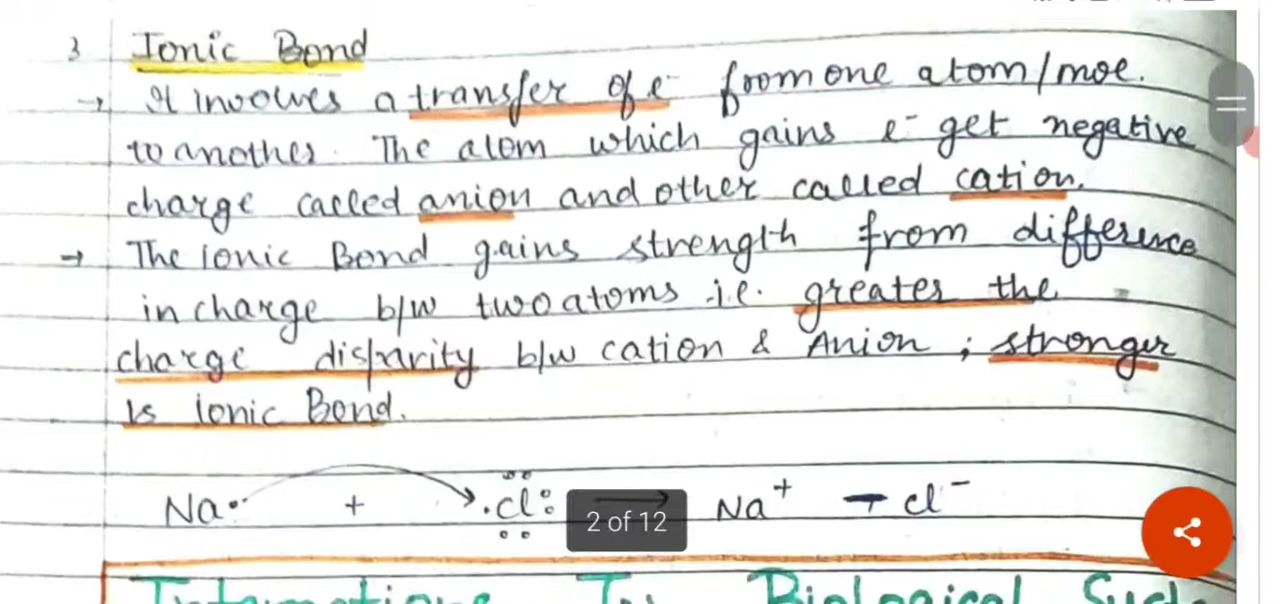 3 Ionic Bond
→ It involves a transfer of e⁻ from one atom/mol.
to another. The atom which gains e⁻ get negative
charge called anion and other called cation.
→ The ionic Bond gains strength from difference
in charge b/w two atoms i.e. greater the
charge disparity b/w cation & Anion ; stronger
is ionic Bond.
Na + Cl → Na⁺ – Cl⁻
2 of 12
In Biological